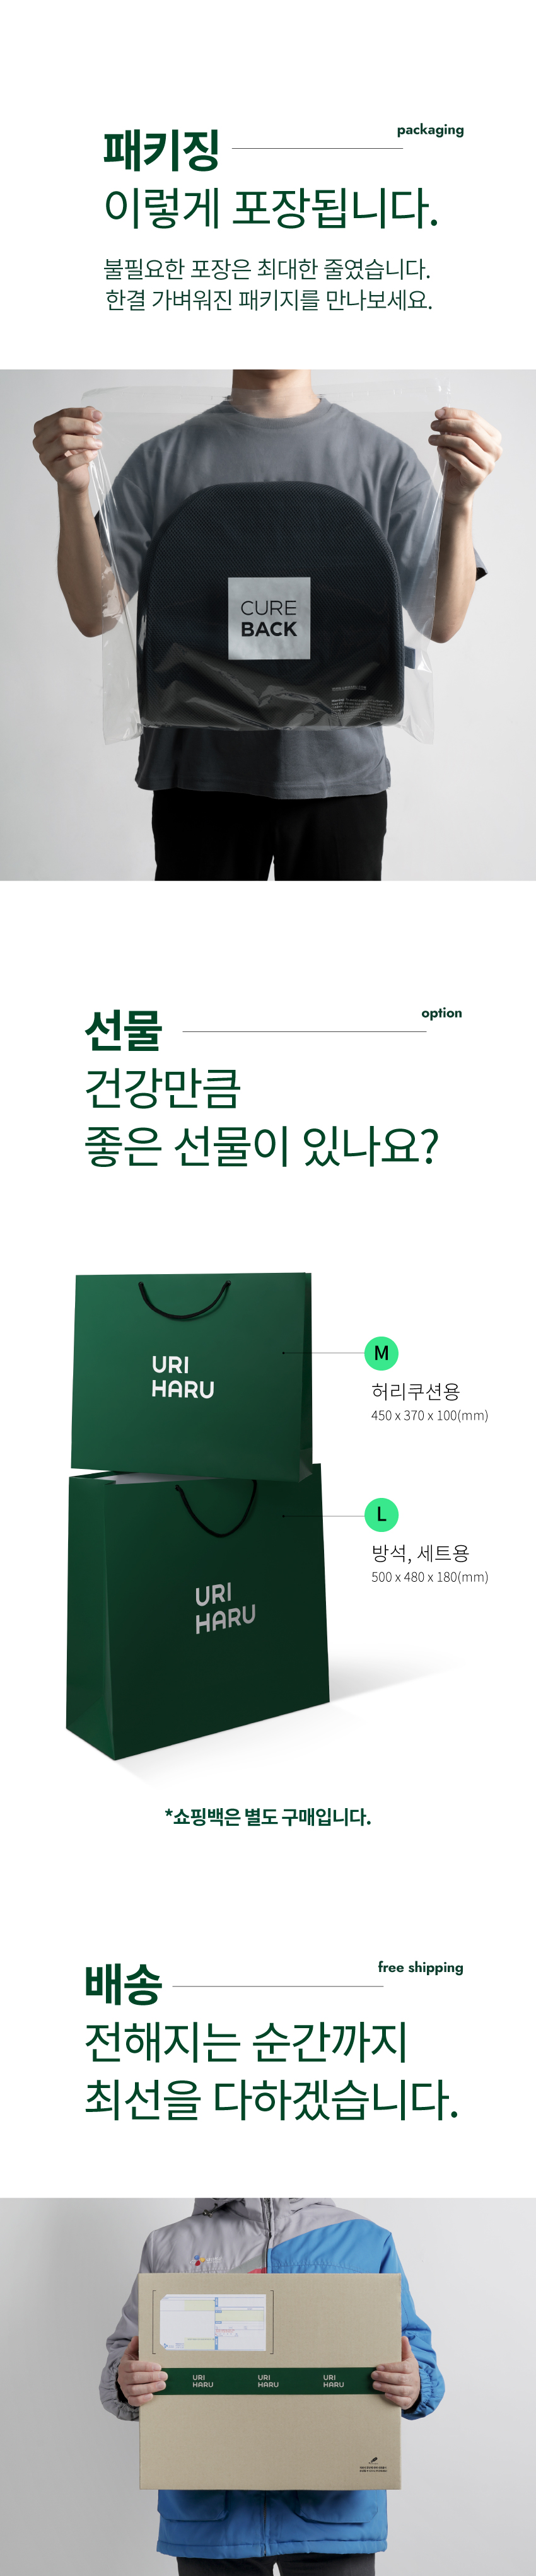 packaging
패키징
이렇게 포장됩니다.
불필요한 포장은 최대한 줄였습니다.
한결 가벼워진 패키지를 만나보세요.
CURE
BACK
option
선물
건강만큼
좋은 선물이 있나요?
URI
HARU
M
허리쿠션용
450 x 370 x 100(mm)
L
방석, 세트용
500 x 480 x 180(mm)
URI
HARU
*쇼핑백은 별도 구매입니다.
free shipping
배송
전해지는 순간까지
최선을 다하겠습니다.
URI HARU
URI HARU
URI HARU